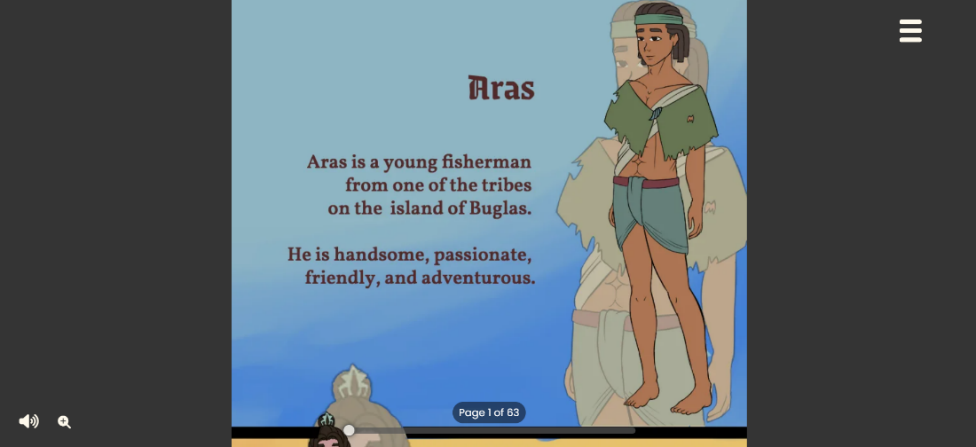 Aras
Aras is a young fisherman
from one of the tribes
on the island of Buglas.
He is handsome, passionate,
friendly, and adventurous.
Page 1 of 63